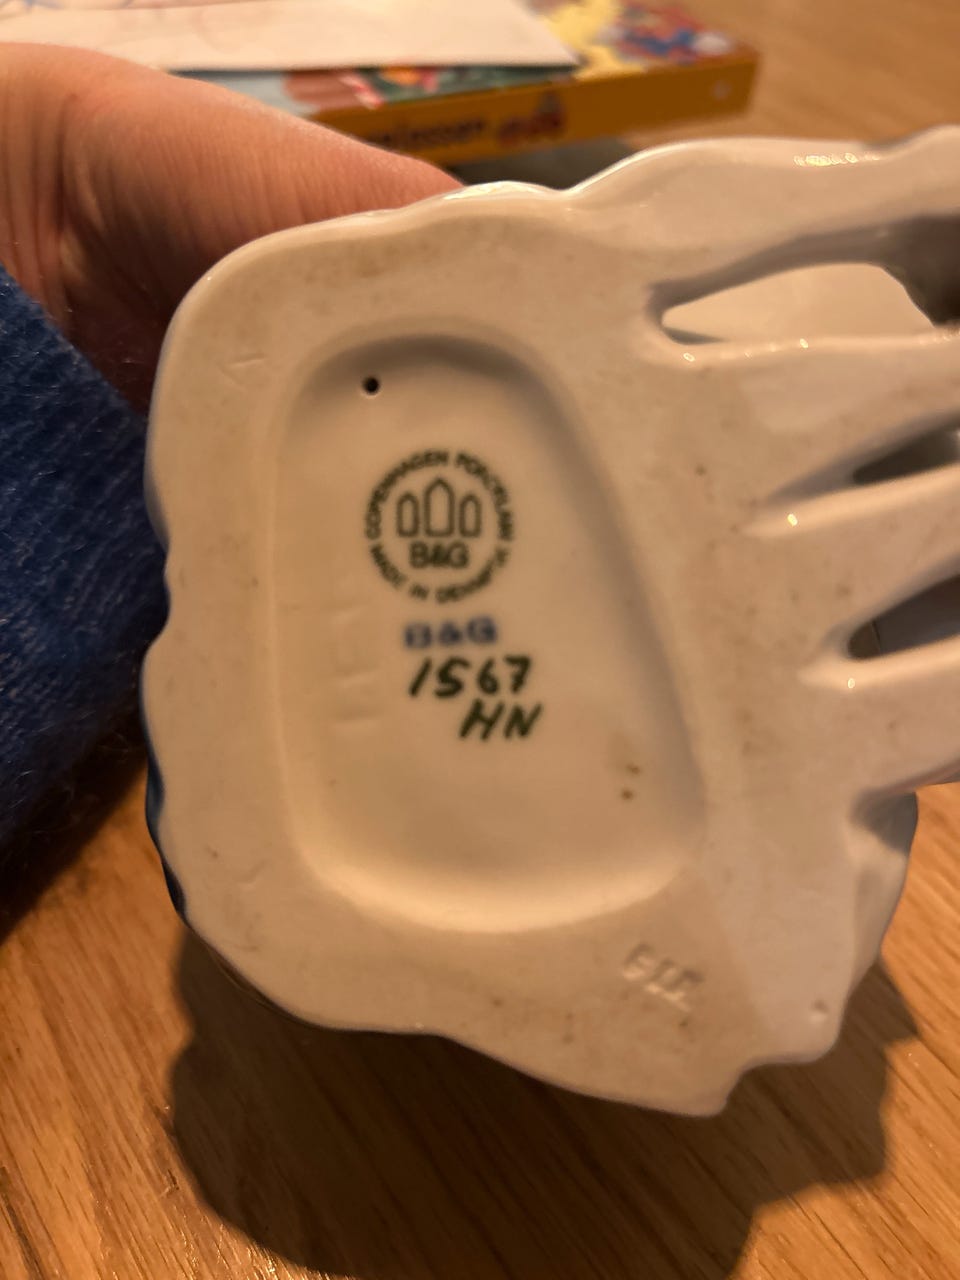 COPENHAGEN PORCELAIN
B&G
MADE IN DENMARK
B&G
1567
HN